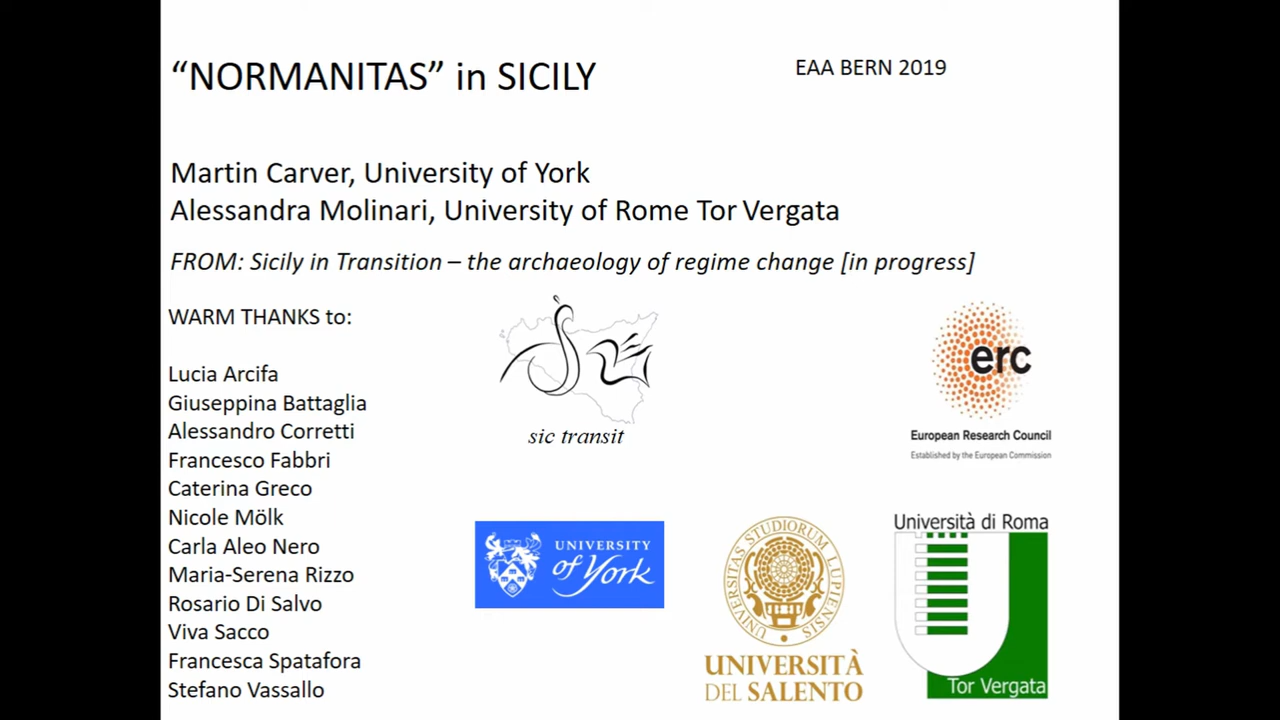 “NORMANITAS” in SICILY
EAA BERN 2019
Martin Carver, University of York
Alessandra Molinari, University of Rome Tor Vergata
FROM: Sicily in Transition – the archaeology of regime change [in progress]
WARM THANKS to:
Lucia Arcifa
Giuseppina Battaglia
Alessandro Corretti
Francesco Fabbri
Caterina Greco
Nicole Mölk
Carla Aleo Nero
Maria-Serena Rizzo
Rosario Di Salvo
Viva Sacco
Francesca Spatafora
Stefano Vassallo
sic transit
erc
European Research Council
Established by the European Commission
UNIVERSITY
of York
UNIVERSITAS STUDIORUM LUPIENSIS
UNIVERSITÀ
DEL SALENTO
Università di Roma
Tor Vergata